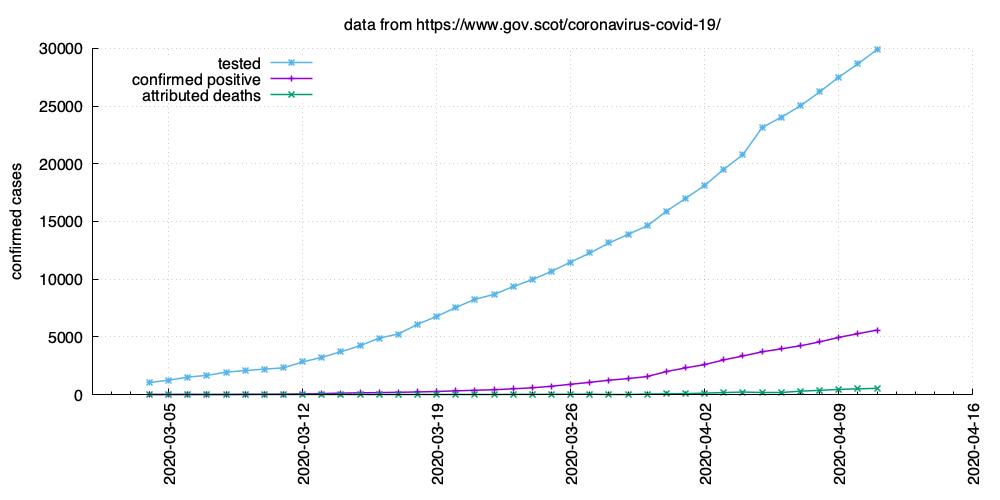 data from https://www.gov.scot/coronavirus-covid-19/
tested
confirmed positive
attributed deaths
confirmed cases
30000
25000
20000
15000
10000
5000
0
2020-03-05
2020-03-12
2020-03-19
2020-03-26
2020-04-02
2020-04-09
2020-04-16